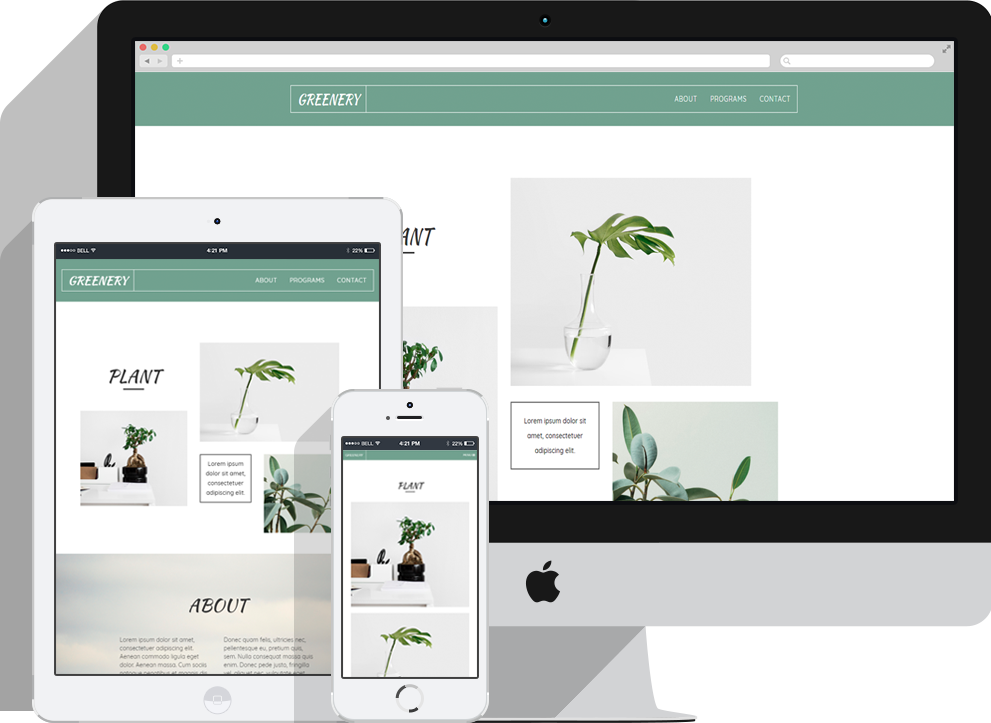 GREENERY
ABOUT PROGRAMS CONTACT
PLANT
Lorem ipsum dolor sit
amet, consectetuer
adipiscing elit.
BELL 4:21 PM 22%
GREENERY
ABOUT PROGRAMS CONTACT
PLANT
Lorem ipsum
dolor sit amet,
consectetuer
adipiscing elit.
ABOUT
Lorem ipsum dolor sit amet,
consectetuer adipiscing elit.
Aenean commodo ligula eget
dolor. Aenean massa. Cum sociis
Donec quam felis, ultricies nec,
pellentesque eu, pretium quis,
sem. Nulla consequat massa quis
enim. Donec pede justo, fringilla
BELL 4:21 PM 22%
GREENERY
PLANT